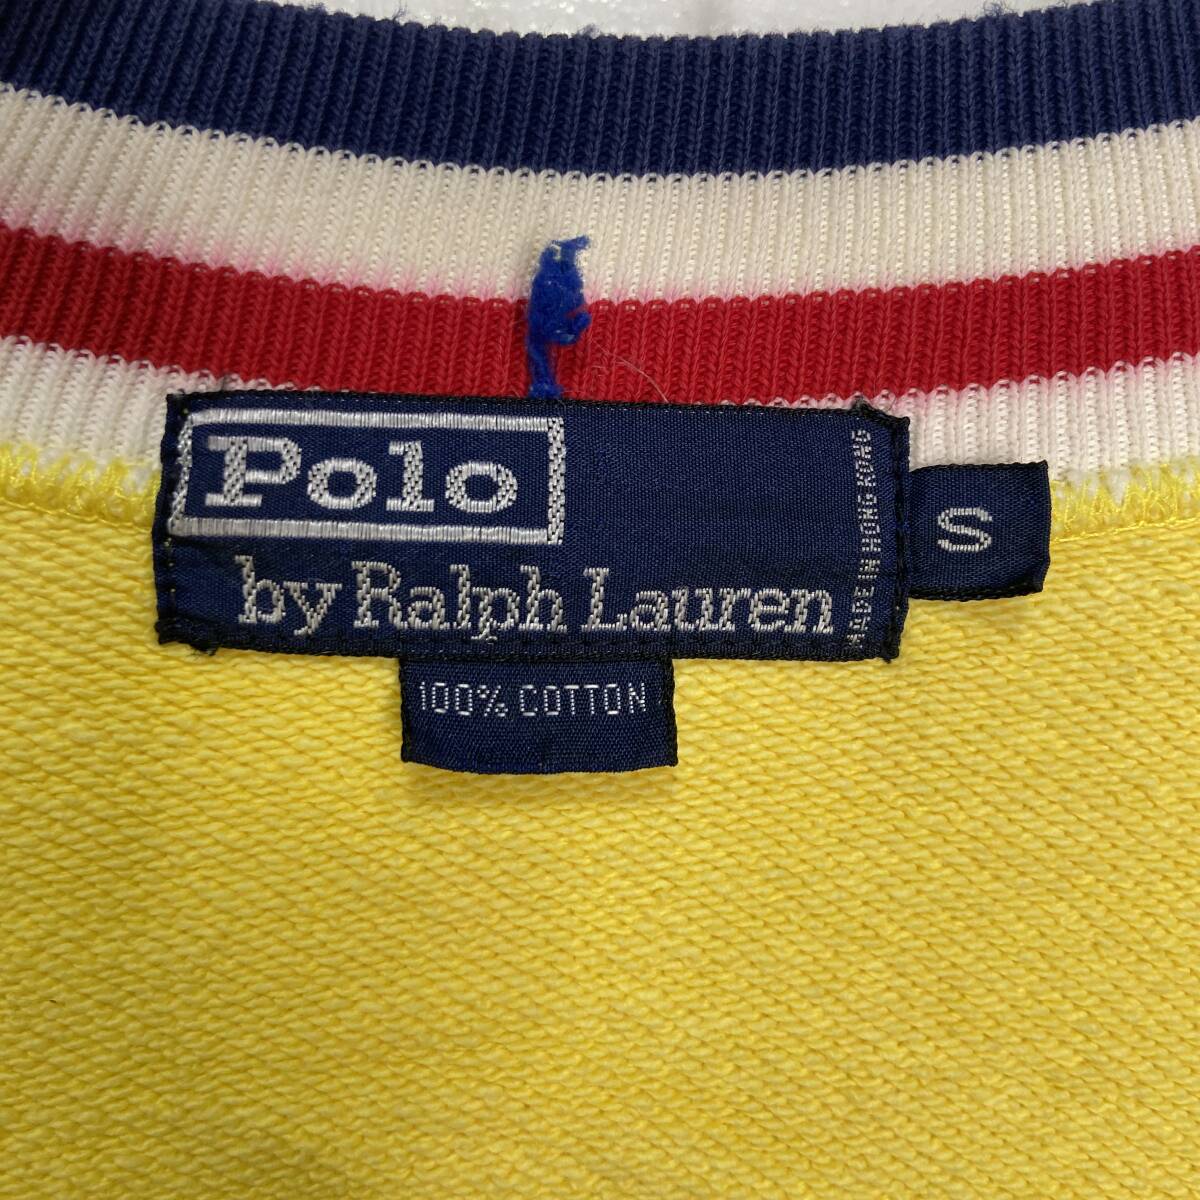 Polo
by Ralph Lauren
MADE IN HONG KONG
S
100% COTTON